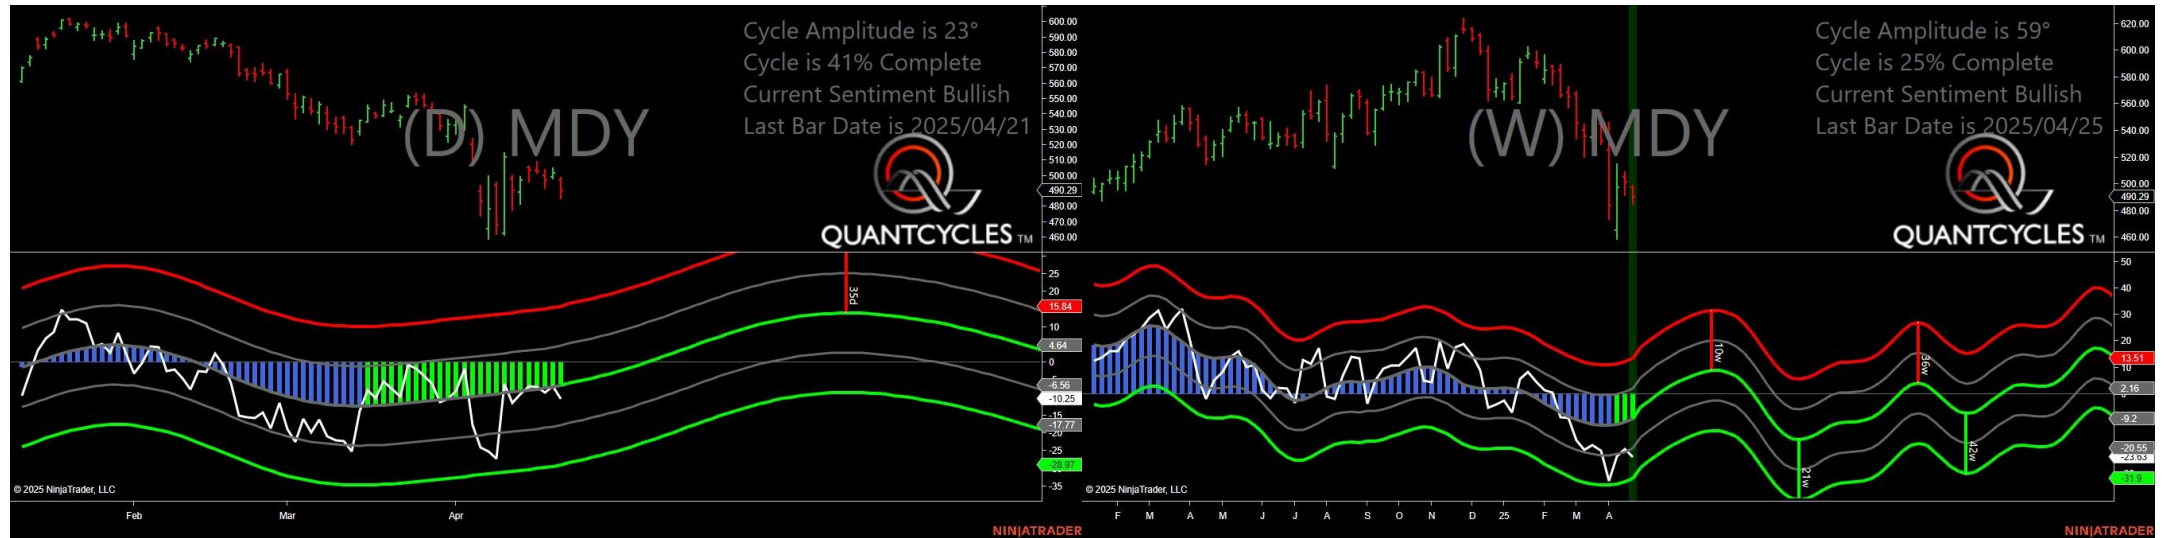 Cycle Amplitude is 23°
Cycle is 41% Complete
Current Sentiment Bullish
Last Bar Date is 2025/04/21
(D) MDY
QUANTCYCLES TM
600.00
590.00
580.00
570.00
560.00
550.00
540.00
530.00
520.00
510.00
500.00
490.29
480.00
470.00
460.00
35d
25
20
15.84
10
4.64
0
-6.56
-10.25
-15
-17.77
-20
-25
-28.97
-35
© 2025 NinjaTrader, LLC
Feb Mar Apr
NINJATRADER
Cycle Amplitude is 59°
Cycle is 25% Complete
Current Sentiment Bullish
Last Bar Date is 2025/04/25
(W) MDY
QUANTCYCLES TM
620.00
600.00
580.00
560.00
540.00
520.00
500.00
490.29
480.00
460.00
10w
21w
36w
42w
50
40
30
20
13.51
10
2.16
-9.2
-20.55
-23.63
-31.9
© 2025 NinjaTrader, LLC
F M A M J J A S O N D 25 F M A
NINJATRADER